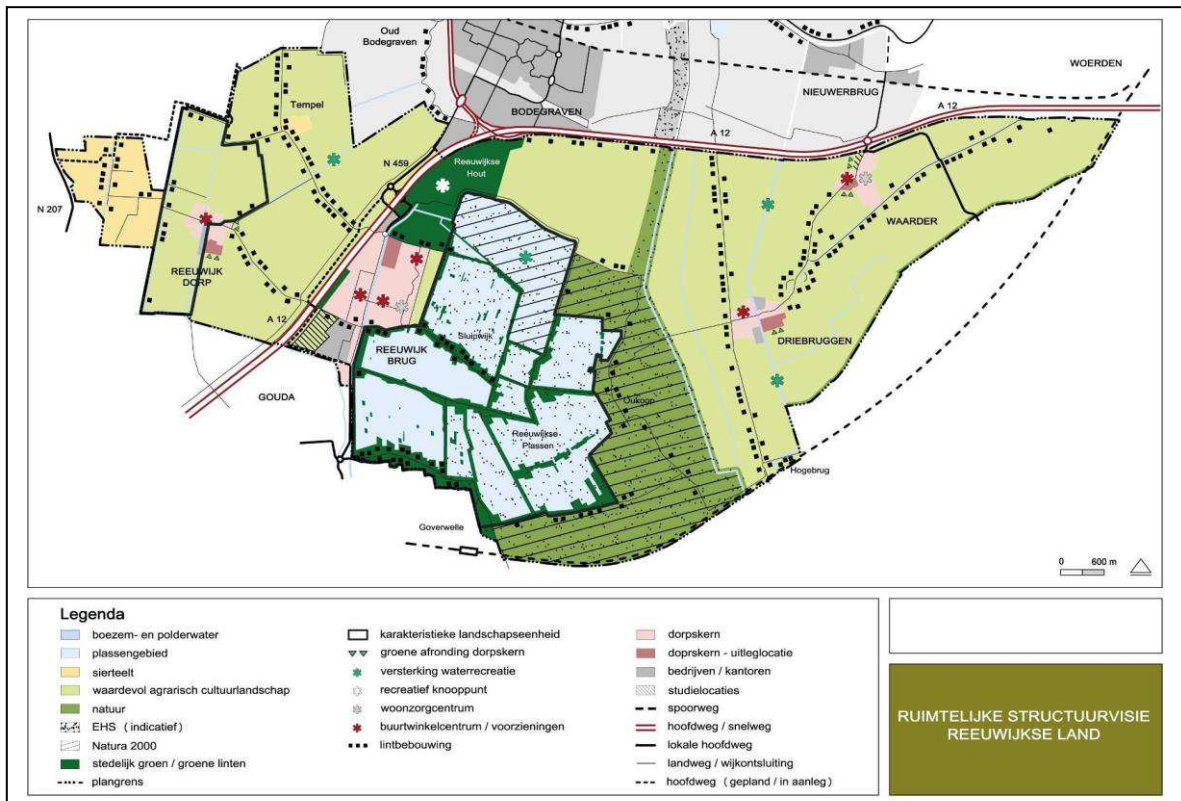 Oud
Bodegraven
WOERDEN
NIEUWERBRUG
Tempel
BODEGRAVEN
A 12
A 12
N 459
Reeuwijkse
Hout
N 207
WAARDER
REEUWIJK
DORP
A 12
Sluipwijk
REEUWIJK
BRUG
DRIEBRUGGEN
GOUDA
Oukoop
Reeuwijkse
Plassen
Hogebrug
Goverwelle
0 600 m
Legenda
boezem- en polderwater
plassengebied
sierteelt
waardevol agrarisch cultuurlandschap
natuur
EHS ( indicatief )
Natura 2000
stedelijk groen / groene linten
plangrens
karakteristieke landschapseenheid
groene afronding dorpskern
versterking waterrecreatie
recreatief knooppunt
woonzorgcentrum
buurtwinkelcentrum / voorzieningen
lintbebouwing
dorpskern
doprskern - uitleglocatie
bedrijven / kantoren
studielocaties
spoorweg
hoofdweg / snelweg
lokale hoofdweg
landweg / wijkontsluiting
hoofdweg ( gepland / in aanleg )
RUIMTELIJKE STRUCTUURVISIE
REEUWIJKSE LAND